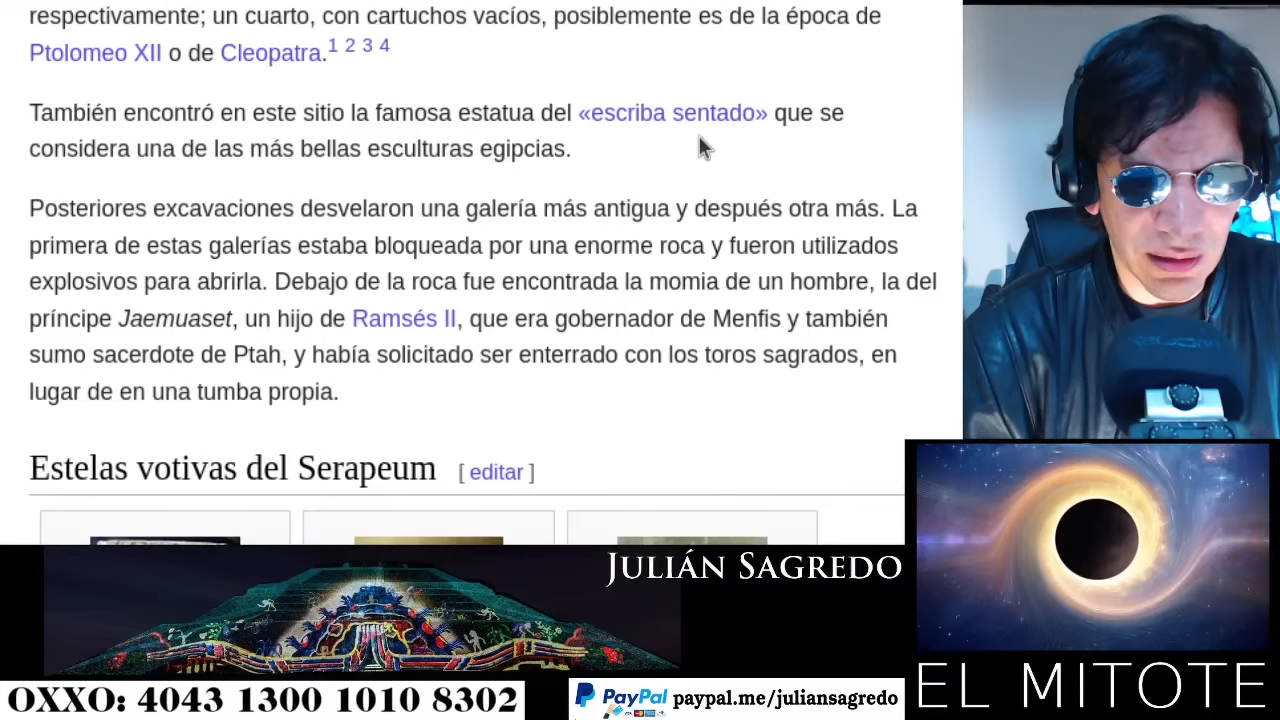 respectivamente; un cuarto, con cartuchos vacíos, posiblemente es de la época de
Ptolomeo XII o de Cleopatra.1 2 3 4
También encontró en este sitio la famosa estatua del «escriba sentado» que se
considera una de las más bellas esculturas egipcias.
Posteriores excavaciones desvelaron una galería más antigua y después otra más. La
primera de estas galerías estaba bloqueada por una enorme roca y fueron utilizados
explosivos para abrirla. Debajo de la roca fue encontrada la momia de un hombre, la del
príncipe Jaemuaset, un hijo de Ramsés II, que era gobernador de Menfis y también
sumo sacerdote de Ptah, y había solicitado ser enterrado con los toros sagrados, en
lugar de en una tumba propia.
Estelas votivas del Serapeum [ editar ]
JULIÁN SAGREDO
OXXO: 4043 1300 1010 8302
PayPal paypal.me/juliansagredo
EL MITOTE